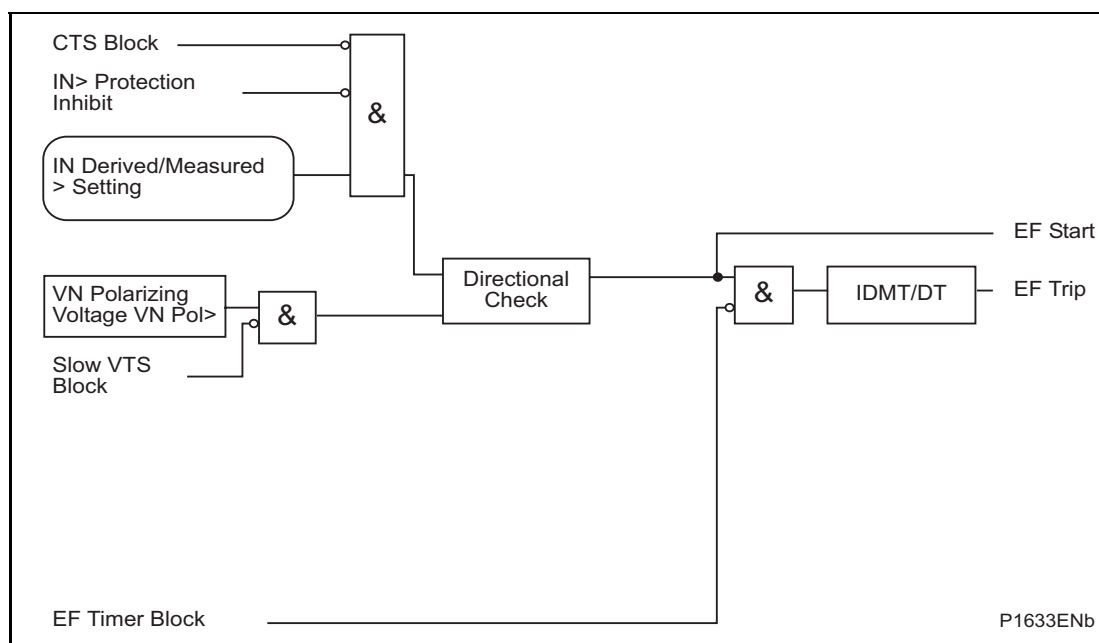 CTS Block
IN> Protection
Inhibit
&
IN Derived/Measured
> Setting
EF Start
Directional
Check
VN Polarizing
Voltage VN Pol>
&
&
IDMT/DT
EF Trip
Slow VTS
Block
EF Timer Block
P1633ENb